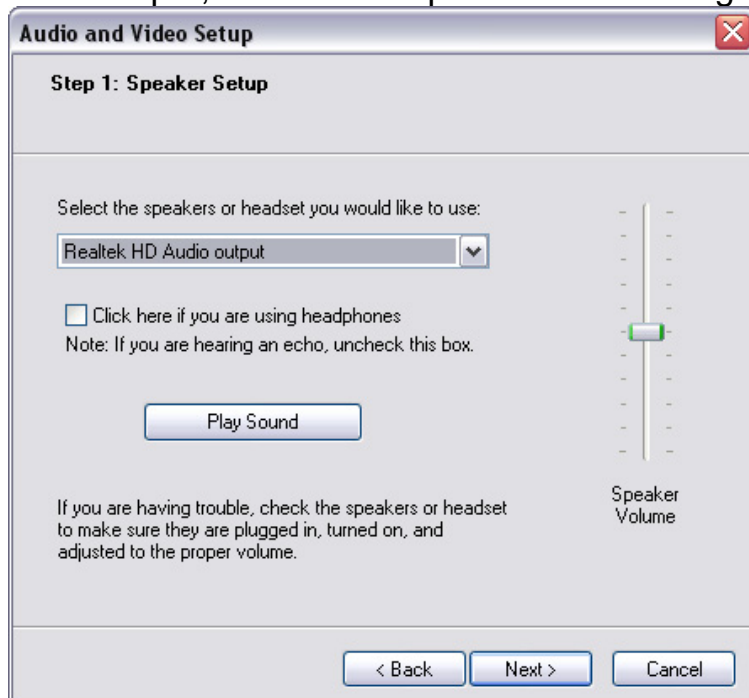 Audio and Video Setup
Step 1: Speaker Setup
Select the speakers or headset you would like to use:
Realtek HD Audio output
Click here if you are using headphones
Note: If you are hearing an echo, uncheck this box.
Play Sound
If you are having trouble, check the speakers or headset
to make sure they are plugged in, turned on, and
adjusted to the proper volume.
Speaker
Volume
< Back
Next >
Cancel